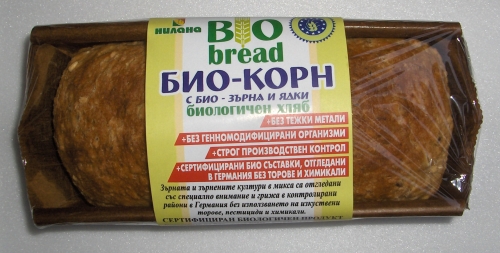 НИЛАНА
BIO
bread
БИО-КОРН
С БИО - ЗЪРНА И ЯДКИ
биологичен хляб
+БЕЗ ТЕЖКИ МЕТАЛИ
+БЕЗ ГЕННОМОДИФИЦИРАНИ ОРГАНИЗМИ
+СТРОГ ПРОИЗВОДСТВЕН КОНТРОЛ
+СЕРТИФИЦИРАНИ БИО СЪСТАВКИ, ОТГЛЕДАНИ
В ГЕРМАНИЯ БЕЗ ТОРОВЕ И ХИМИКАЛИ
Зърната и зърнените култури в микса са отгледани
със специално внимание и грижа в контролирани
райони в Германия без използването на изкуствени
торове, пестициди и химикали.
СЕРТИФИЦИРАН БИОЛОГИЧЕН ПРОДУКТ